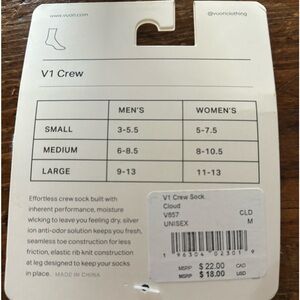 www.vuori.com
@vuoriclothing
V1 Crew
MEN'S WOMEN'S
SMALL 3-5.5 5-7.5
MEDIUM 6-8.5 8-10.5
LARGE 9-13 11-13
Effortless crew sock built with
inherent performance, moisture
wicking to leave you feeling dry, silver
ion anti-odor solution keeps you fresh,
seamless toe construction for less
friction, elastic rib knit construction
at leg designed to keep your socks
in place. MADE IN CHINA
V1 Crew Sock
Cloud
V857 CLD
UNISEX M
1 96304 02301 9
MSRP $ 22.00 CAD
MSRP $ 18.00 USD